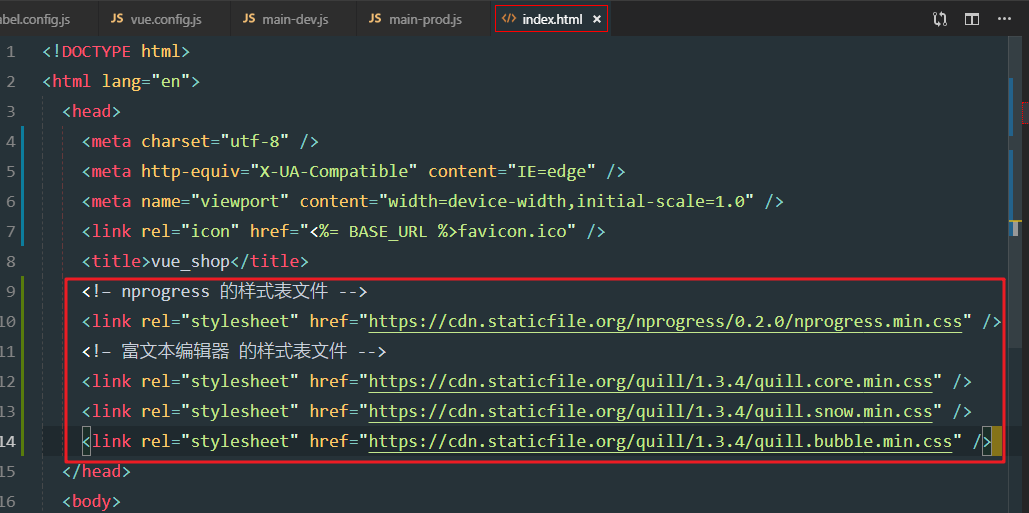 abel.config.js JS vue.config.js JS main-dev.js JS main-prod.js <> index.html ×
1 <!DOCTYPE html>
2 <html lang="en">
3 <head>
4 <meta charset="utf-8" />
5 <meta http-equiv="X-UA-Compatible" content="IE=edge" />
6 <meta name="viewport" content="width=device-width,initial-scale=1.0" />
7 <link rel="icon" href="<%= BASE_URL %>favicon.ico" />
8 <title>vue_shop</title>
9 <!— nprogress 的样式表文件 -->
10 <link rel="stylesheet" href="https://cdn.staticfile.org/nprogress/0.2.0/nprogress.min.css" />
11 <!— 富文本编辑器 的样式表文件 -->
12 <link rel="stylesheet" href="https://cdn.staticfile.org/quill/1.3.4/quill.core.min.css" />
13 <link rel="stylesheet" href="https://cdn.staticfile.org/quill/1.3.4/quill.snow.min.css" />
14 <link rel="stylesheet" href="https://cdn.staticfile.org/quill/1.3.4/quill.bubble.min.css" />
15 </head>
16 <body>